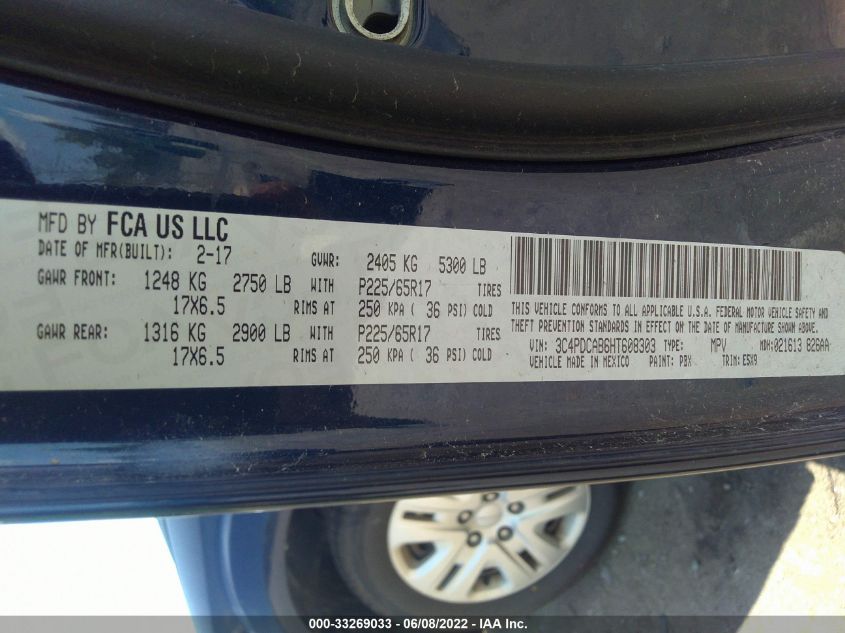 MFD BY FCA US LLC
DATE OF MFR(BUILT): 2-17 GVWR: 2405 KG 5300 LB
GAWR FRONT: 1248 KG 2750 LB WITH P225/65R17 TIRES
17X6.5 RIMS AT 250 KPA ( 36 PSI) COLD
GAWR REAR: 1316 KG 2900 LB WITH P225/65R17 TIRES
17X6.5 RIMS AT 250 KPA ( 36 PSI) COLD
THIS VEHICLE CONFORMS TO ALL APPLICABLE U.S.A. FEDERAL MOTOR VEHICLE SAFETY AND
THEFT PREVENTION STANDARDS IN EFFECT ON THE DATE OF MANUFACTURE SHOWN ABOVE.
VIN: 3C4PDCAB6HT608303 TYPE: MPV MDH:021613 826AA
VEHICLE MADE IN MEXICO PAINT: PBX TRIM: ESX9
000-33269033 - 06/08/2022 - IAA Inc.